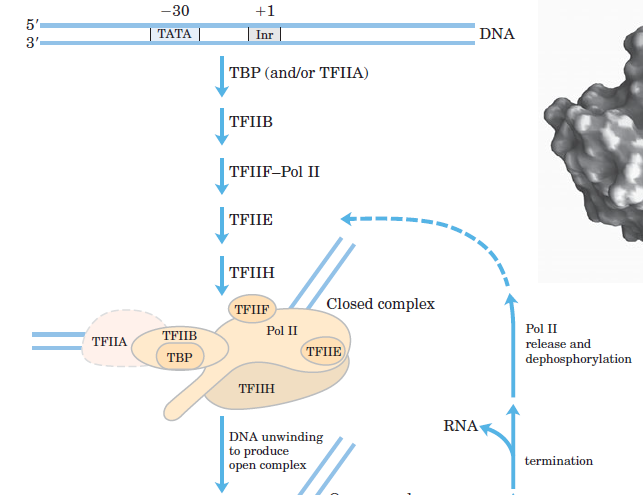 −30 +1
5′
3′
TATA Inr DNA
TBP (and/or TFIIA)
TFIIB
TFIIF–Pol II
TFIIE
TFIIH
Closed complex
TFIIF
Pol II
TFIIA
TFIIB
TBP
TFIIE
TFIIH
Pol II
release and
dephosphorylation
RNA
termination
DNA unwinding
to produce
open complex